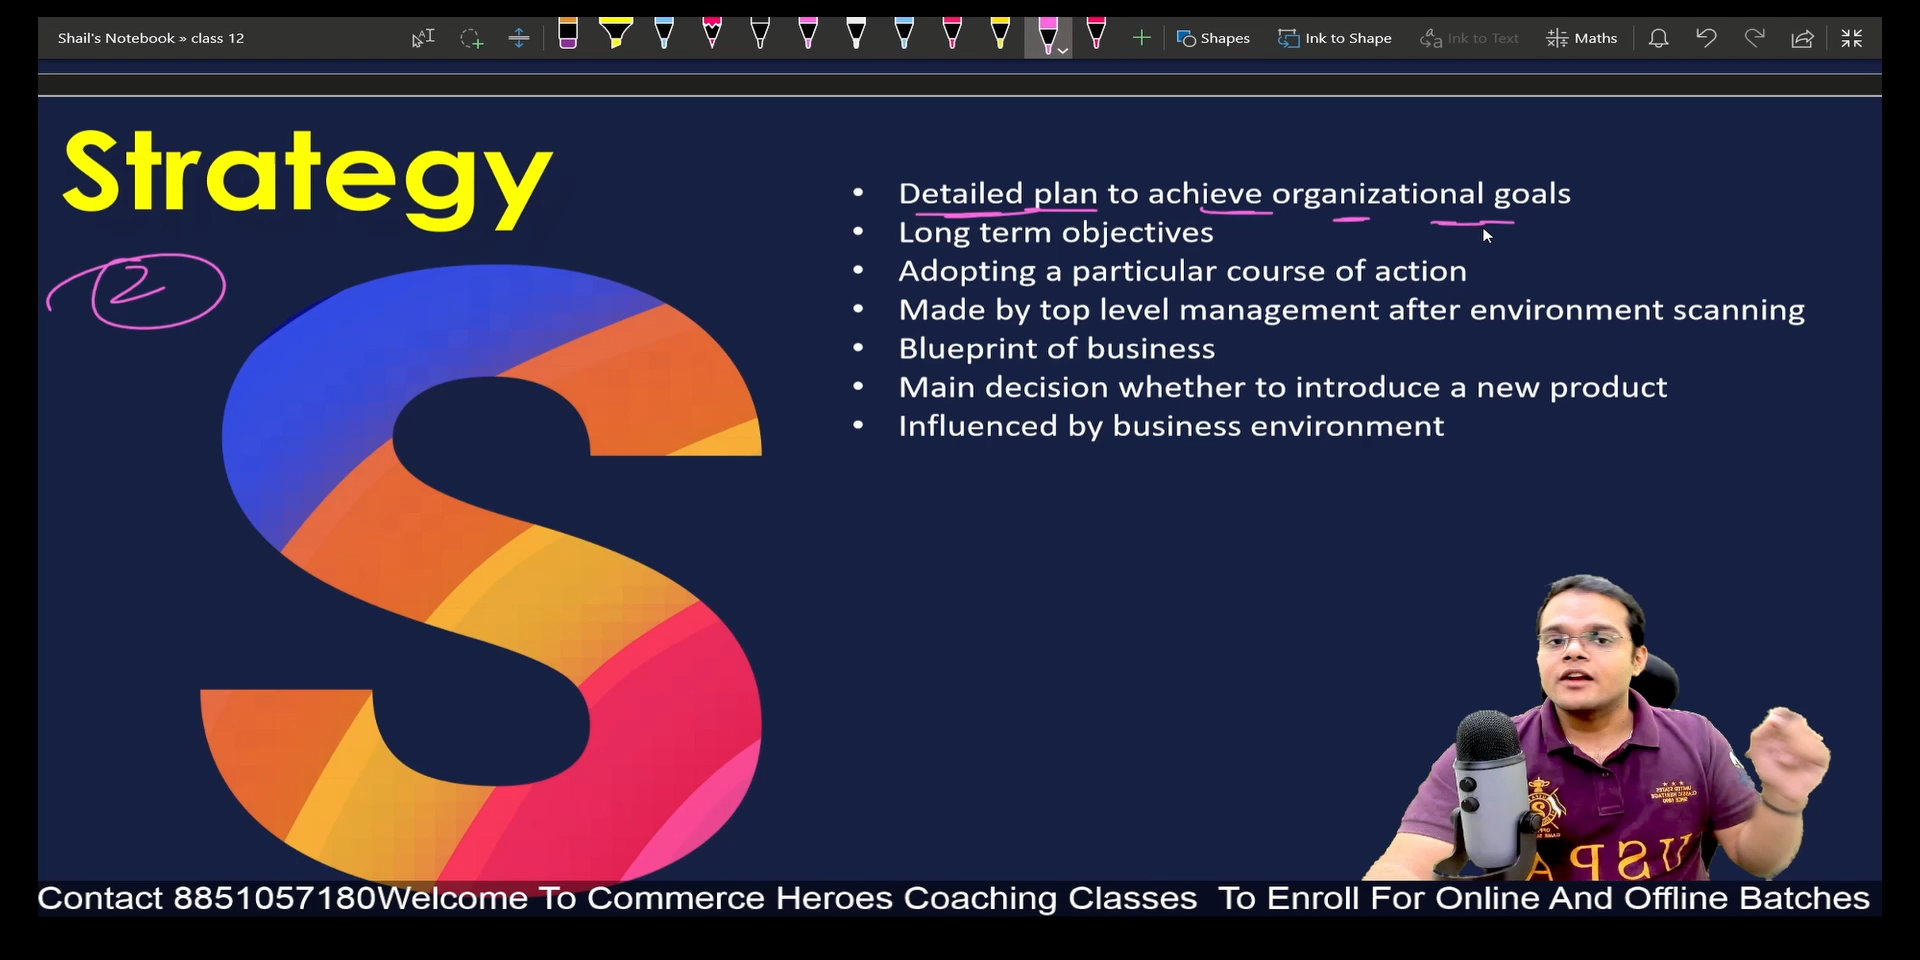 Shail's Notebook » class 12
Shapes
Ink to Shape
Ink to Text
Maths
Strategy
2
• Detailed plan to achieve organizational goals
• Long term objectives
• Adopting a particular course of action
• Made by top level management after environment scanning
• Blueprint of business
• Main decision whether to introduce a new product
• Influenced by business environment
S
USPA
Contact 8851057180Welcome To Commerce Heroes Coaching Classes To Enroll For Online And Offline Batches